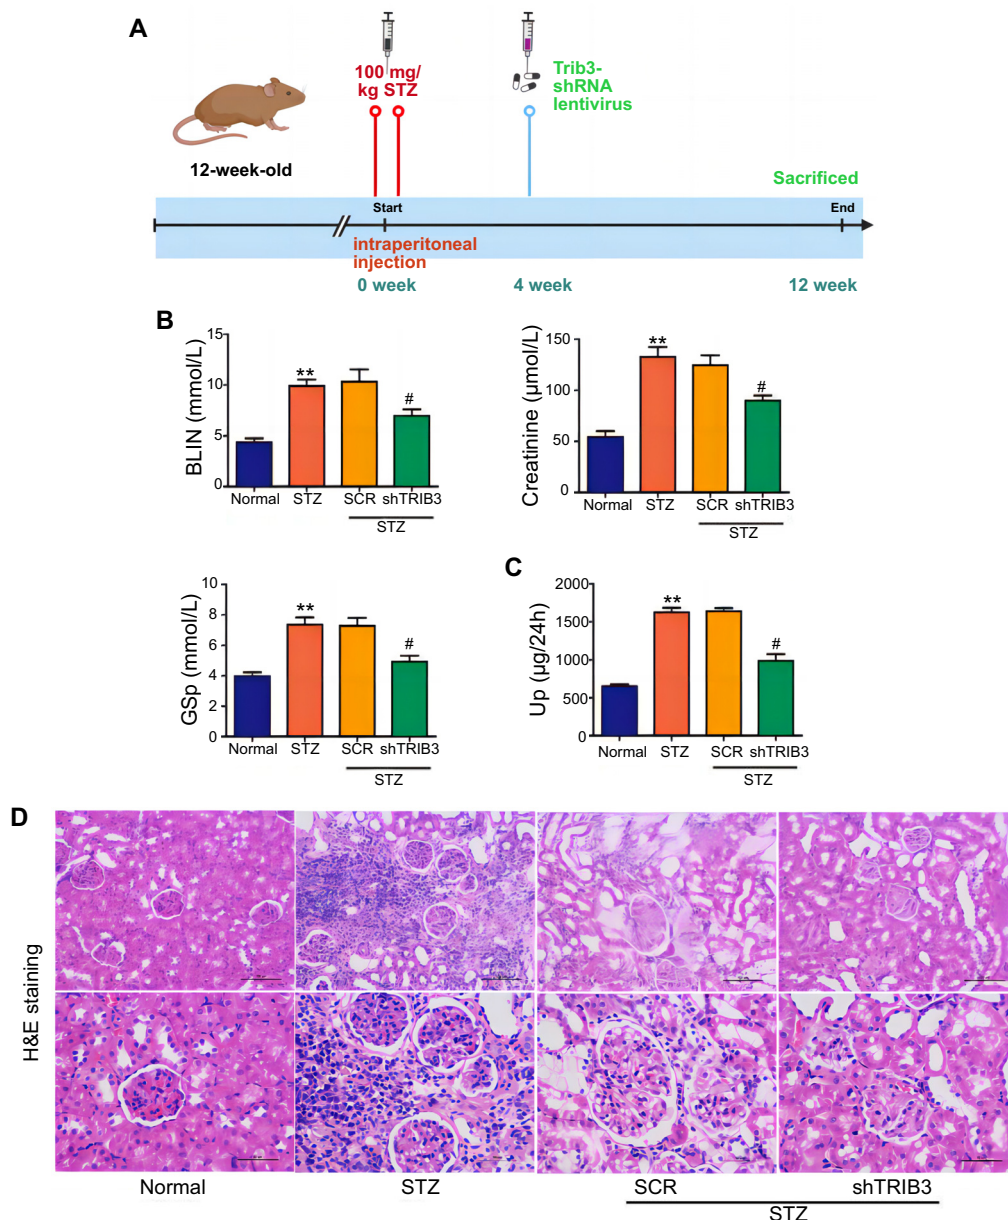 A
100 mg/
kg STZ
Trib3-
shRNA
lentivirus
12-week-old
Sacrificed
Start
End
intraperitoneal
injection
0 week
4 week
12 week
B
BLIN (mmol/L)
15
10
5
0
**
#
Normal
STZ
SCR
shTRIB3
STZ
Creatinine (µmol/L)
150
100
50
0
**
#
Normal
STZ
SCR
shTRIB3
STZ
GSp (mmol/L)
10
8
6
4
2
0
**
#
Normal
STZ
SCR
shTRIB3
STZ
C
Up (µg/24h)
2000
1500
1000
500
0
**
#
Normal
STZ
SCR
shTRIB3
STZ
D
H&E staining
Normal
STZ
SCR
shTRIB3
STZ